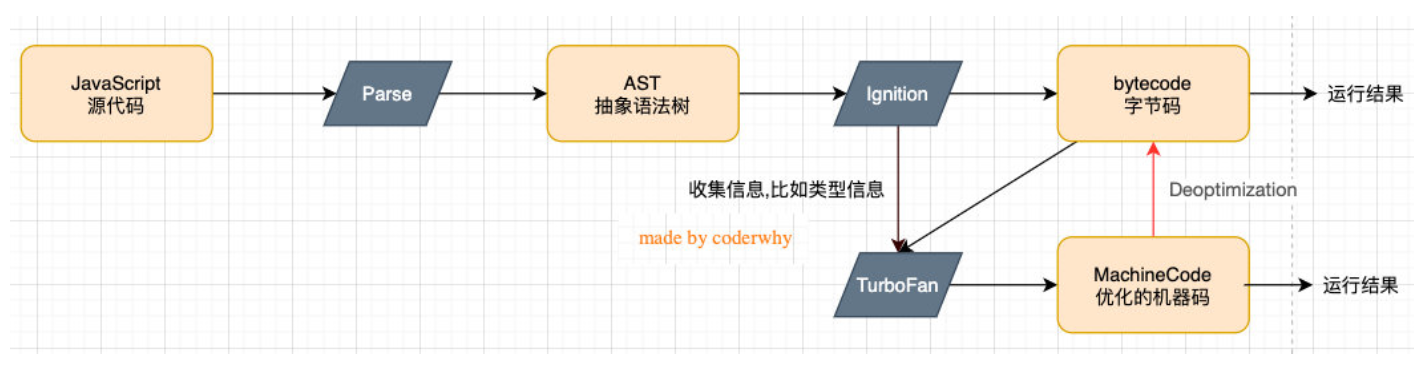 JavaScript
源代码
Parse
AST
抽象语法树
Ignition
bytecode
字节码
运行结果
收集信息,比如类型信息
Deoptimization
made by coderwhy
TurboFan
MachineCode
优化的机器码
运行结果